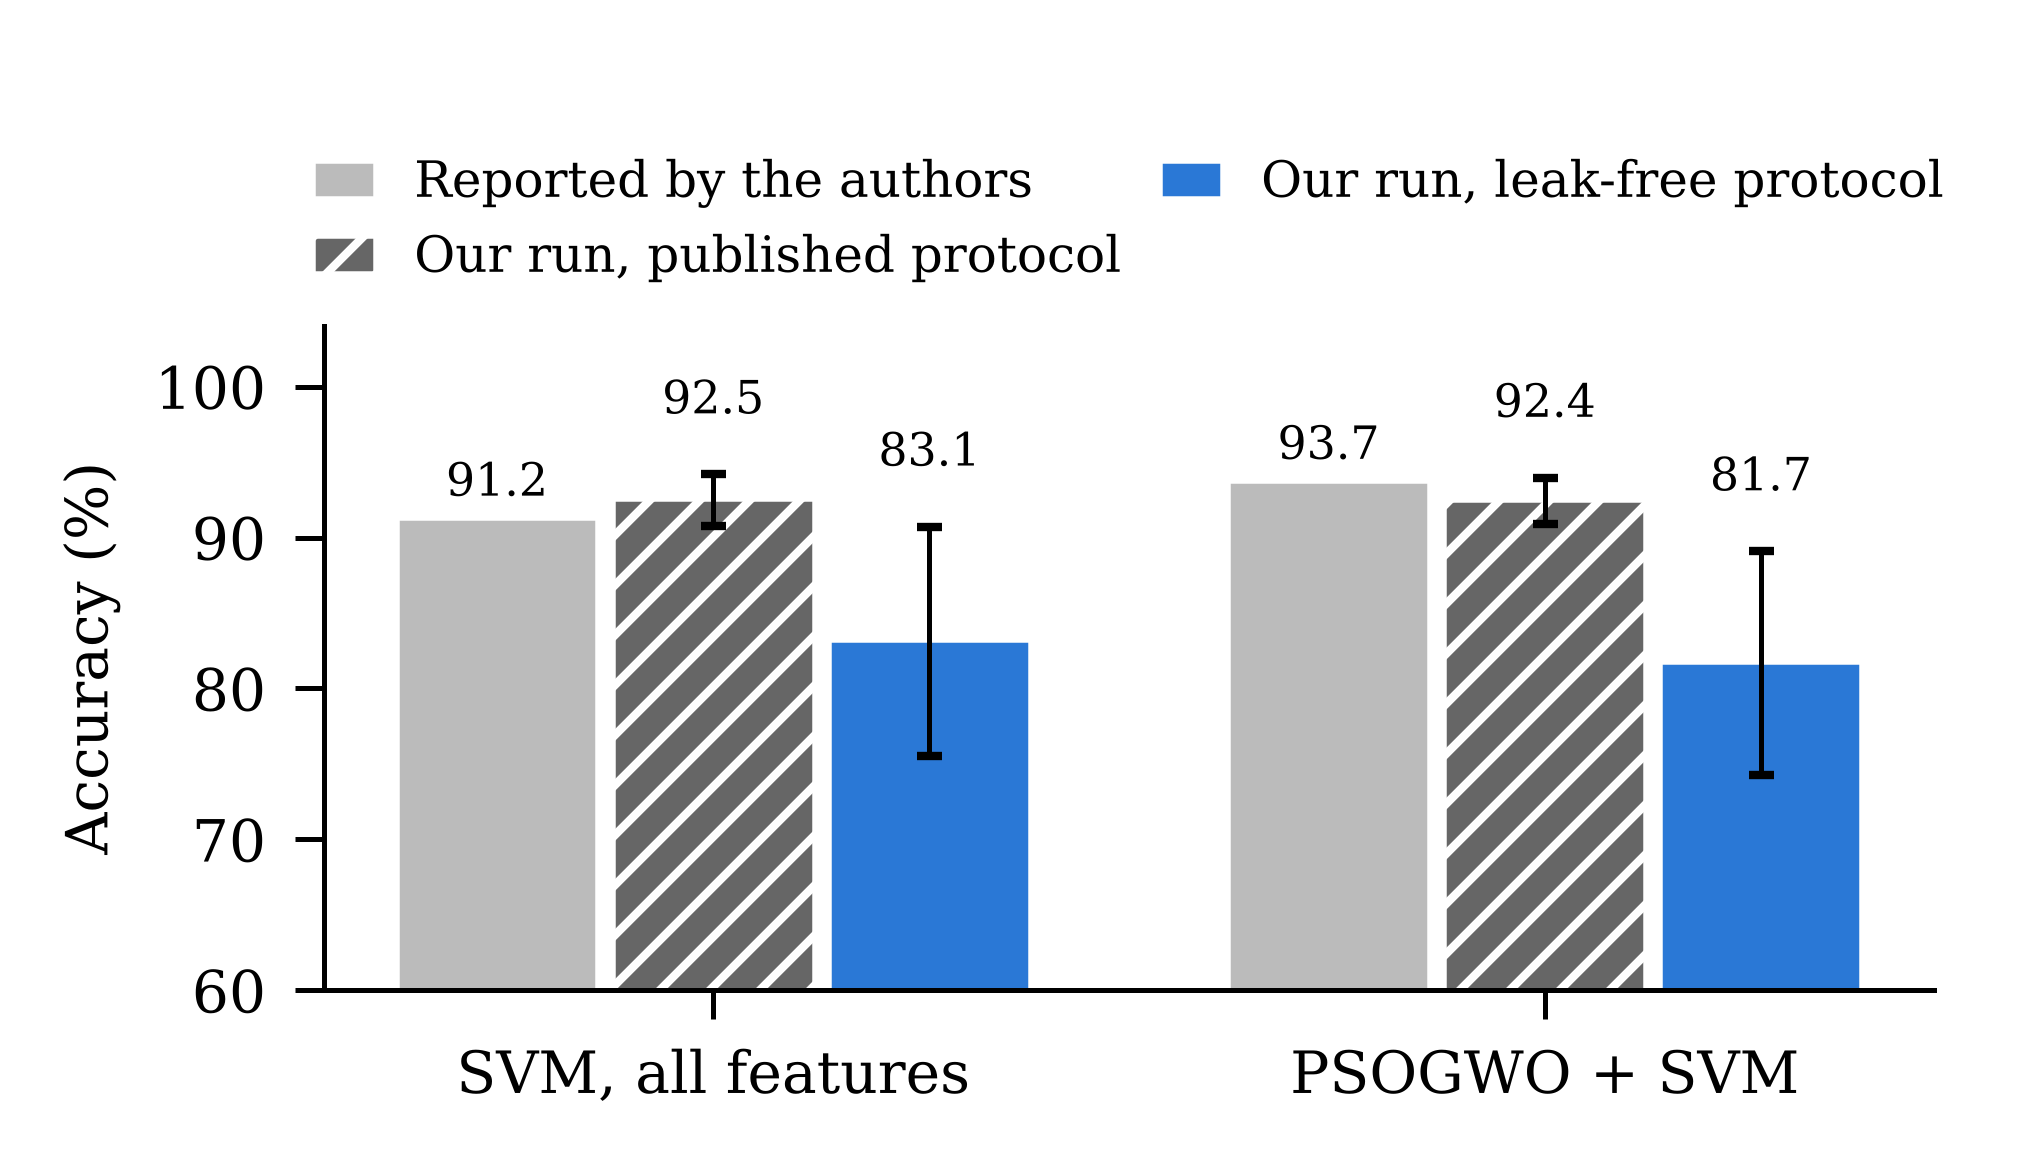 Reported by the authors
Our run, published protocol
Our run, leak-free protocol
Accuracy (%)
100
90
80
70
60
91.2
92.5
83.1
93.7
92.4
81.7
SVM, all features
PSOGWO + SVM